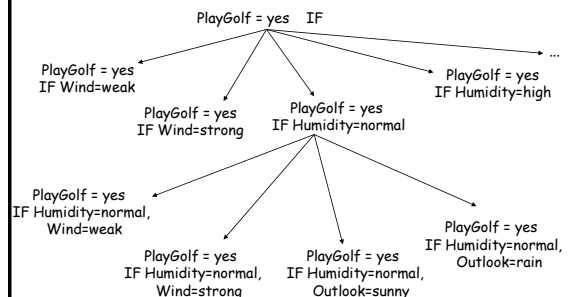 PlayGolf = yes IF
...
PlayGolf = yes
IF Wind=weak
PlayGolf = yes
IF Wind=strong
PlayGolf = yes
IF Humidity=normal
PlayGolf = yes
IF Humidity=high
PlayGolf = yes
IF Humidity=normal,
Wind=weak
PlayGolf = yes
IF Humidity=normal,
Wind=strong
PlayGolf = yes
IF Humidity=normal,
Outlook=sunny
PlayGolf = yes
IF Humidity=normal,
Outlook=rain